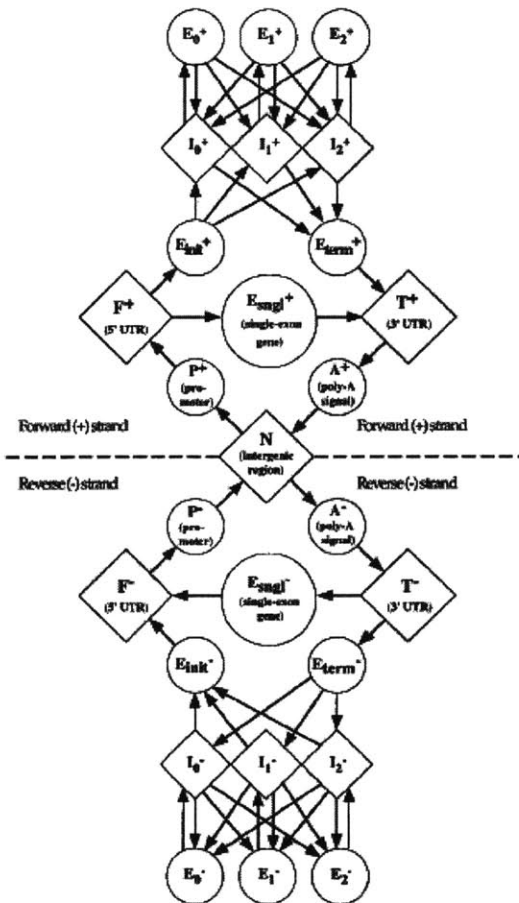 E₀⁺ E₁⁺ E₂⁺
I₀⁺ I₁⁺ I₂⁺
Einit⁺ Eterm⁺
F⁺ Esngl⁺ T⁺
(5' UTR) (single-exon (3' UTR)
gene)
P⁺ A⁺
(pro- (poly-A
moter) signal)
Forward (+) strand N Forward (+) strand
(intergenic
region)
Reverse (-) strand Reverse (-) strand
P⁻ A⁻
(pro- (poly-A
moter) signal)
F⁻ Esngl⁻ T⁻
(5' UTR) (single-exon (3' UTR)
gene)
Einit⁻ Eterm⁻
I₀⁻ I₁⁻ I₂⁻
E₀⁻ E₁⁻ E₂⁻